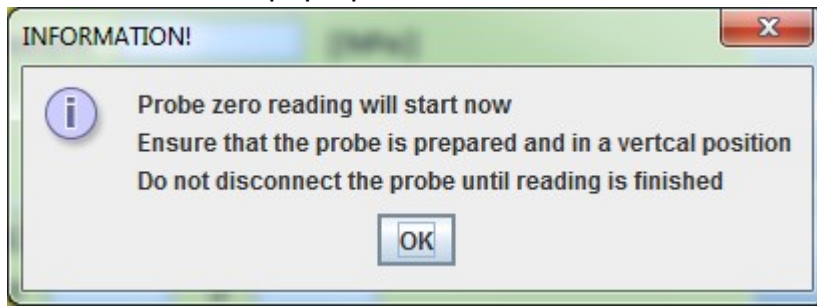 INFORMATION!
Probe zero reading will start now
Ensure that the probe is prepared and in a vertcal position
Do not disconnect the probe until reading is finished
OK